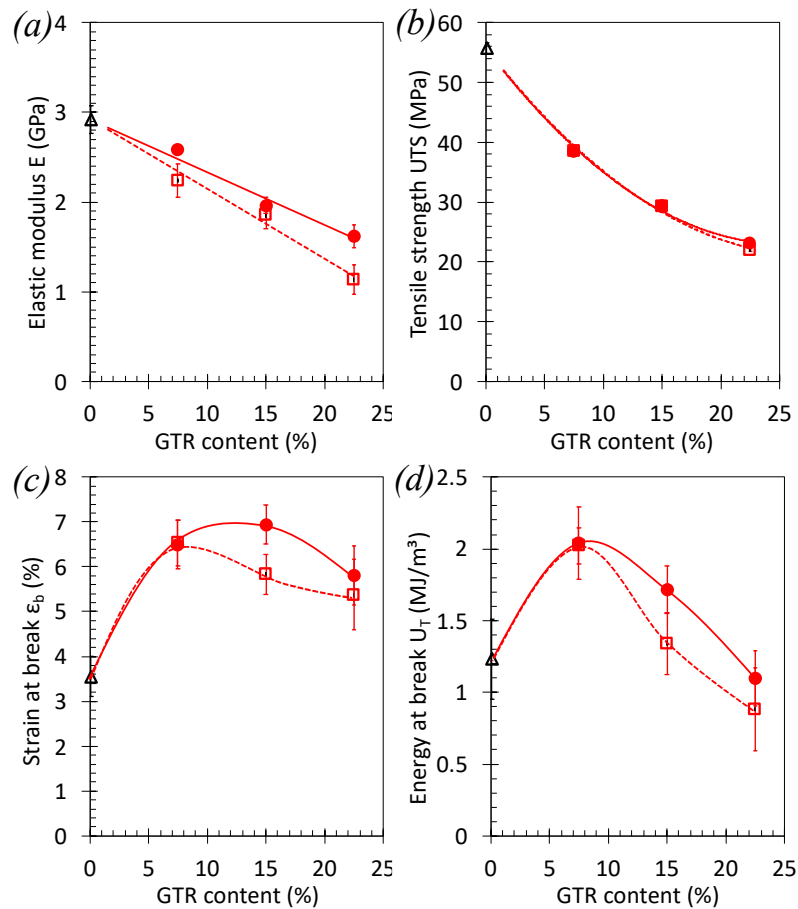 (a)
4
3
2
1
0
Elastic modulus E (GPa)
0 5 10 15 20 25
GTR content (%)
(b)
60
50
40
30
20
10
0
Tensile strength UTS (MPa)
0 5 10 15 20 25
GTR content (%)
(c)
8
7
6
5
4
3
2
1
0
Strain at break ε_b (%)
0 5 10 15 20 25
GTR content (%)
(d)
2.5
2
1.5
1
0.5
0
Energy at break U_T (MJ/m³)
0 5 10 15 20 25
GTR content (%)